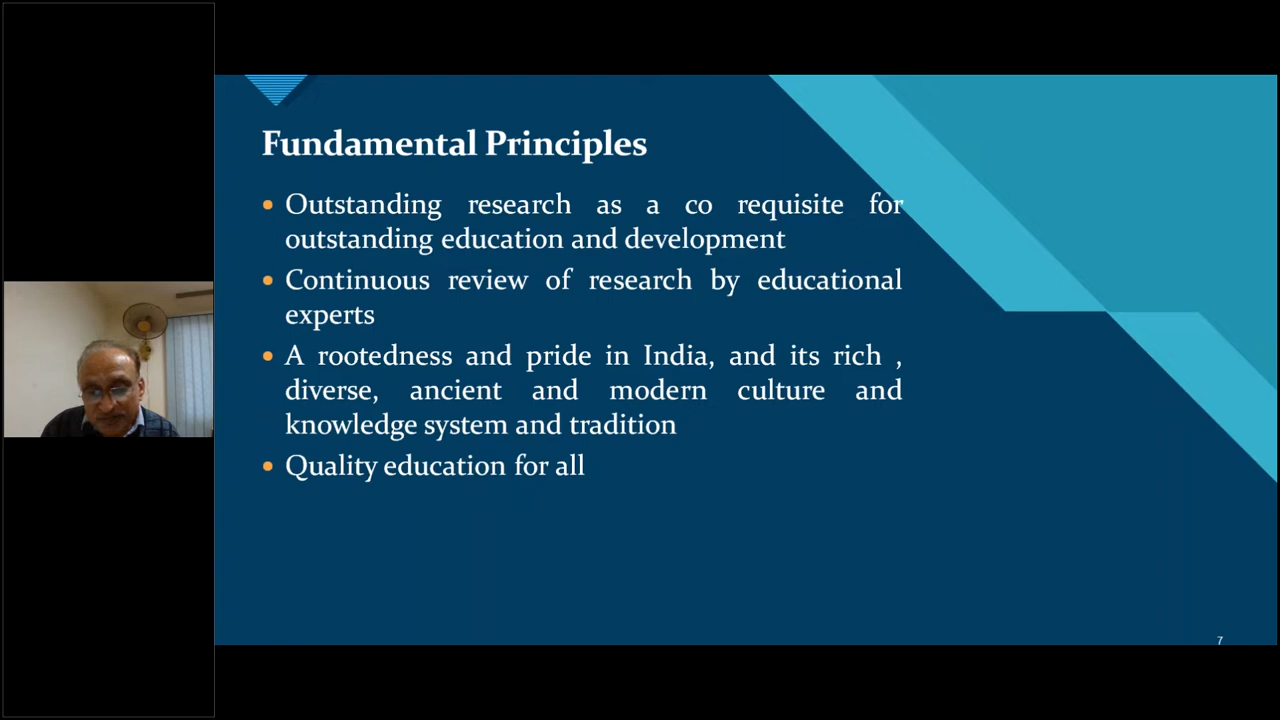 Fundamental Principles
• Outstanding research as a co requisite for
outstanding education and development
• Continuous review of research by educational
experts
• A rootedness and pride in India, and its rich ,
diverse, ancient and modern culture and
knowledge system and tradition
• Quality education for all
7